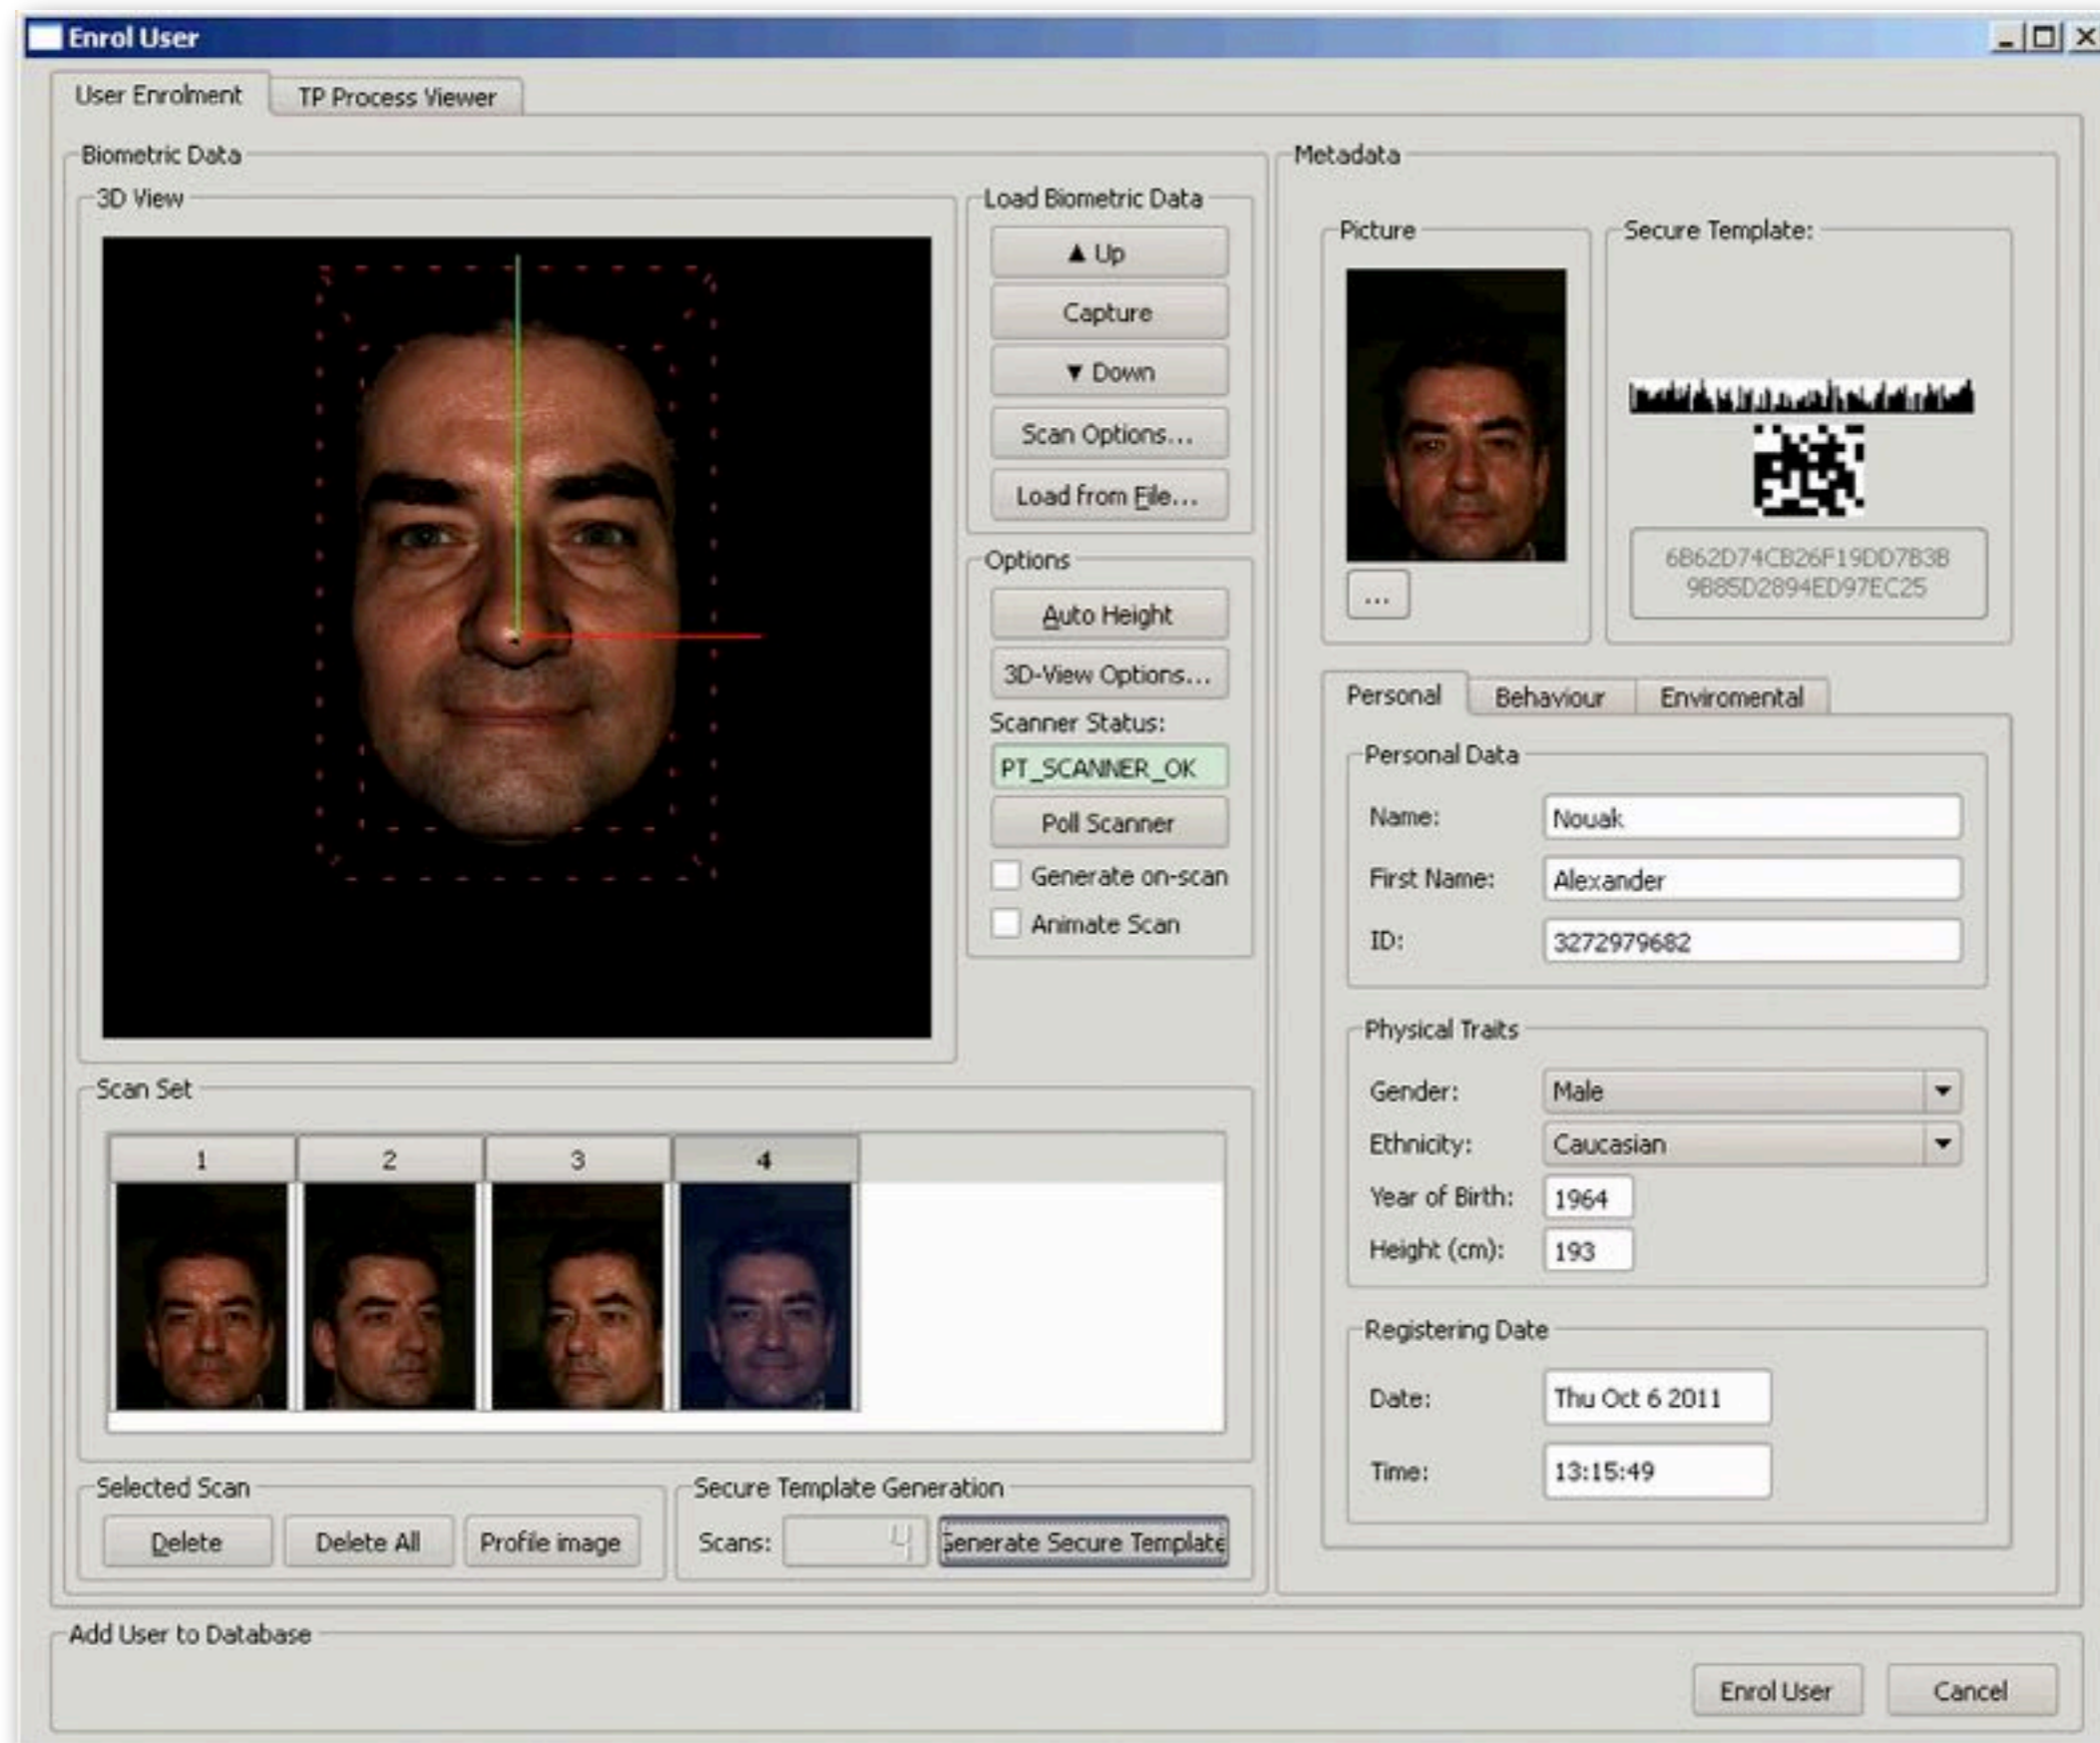 Enrol User
User Enrolment
TP Process Viewer
Biometric Data
3D View
Load Biometric Data
▲ Up
Capture
▼ Down
Scan Options...
Load from File...
Options
Auto Height
3D-View Options...
Scanner Status:
PT_SCANNER_OK
Poll Scanner
Generate on-scan
Animate Scan
Scan Set
1 2 3 4
Selected Scan
Delete
Delete All
Profile image
Secure Template Generation
Scans: 4
Generate Secure Template
Metadata
Picture
...
Secure Template:
6B62D74CB26F19DD7B3B
9B85D2894ED97EC25
Personal
Behaviour
Enviromental
Personal Data
Name: Nouak
First Name: Alexander
ID: 3272979682
Physical Traits
Gender: Male
Ethnicity: Caucasian
Year of Birth: 1964
Height (cm): 193
Registering Date
Date: Thu Oct 6 2011
Time: 13:15:49
Add User to Database
Enrol User
Cancel